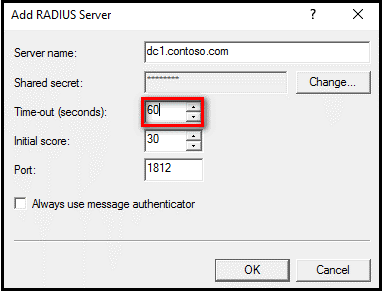 Add RADIUS Server
?
Server name: dc1.contoso.com
Shared secret: ******** Change...
Time-out (seconds): 60
Initial score: 30
Port: 1812
Always use message authenticator
OK Cancel